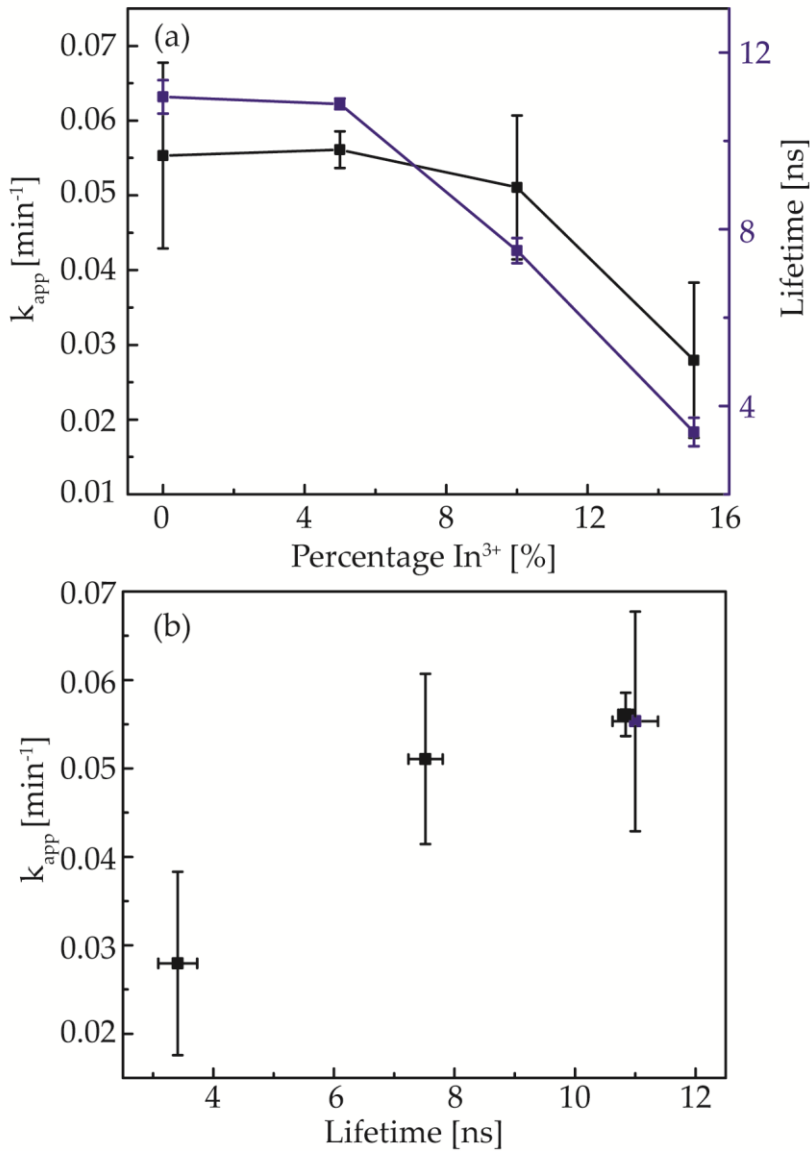 (a)
0.07
0.06
0.05
0.04
0.03
0.02
0.01
k_app [min⁻¹]
12
8
4
Lifetime [ns]
0 4 8 12 16
Percentage In³⁺ [%]
(b)
0.07
0.06
0.05
0.04
0.03
0.02
k_app [min⁻¹]
4 6 8 10 12
Lifetime [ns]